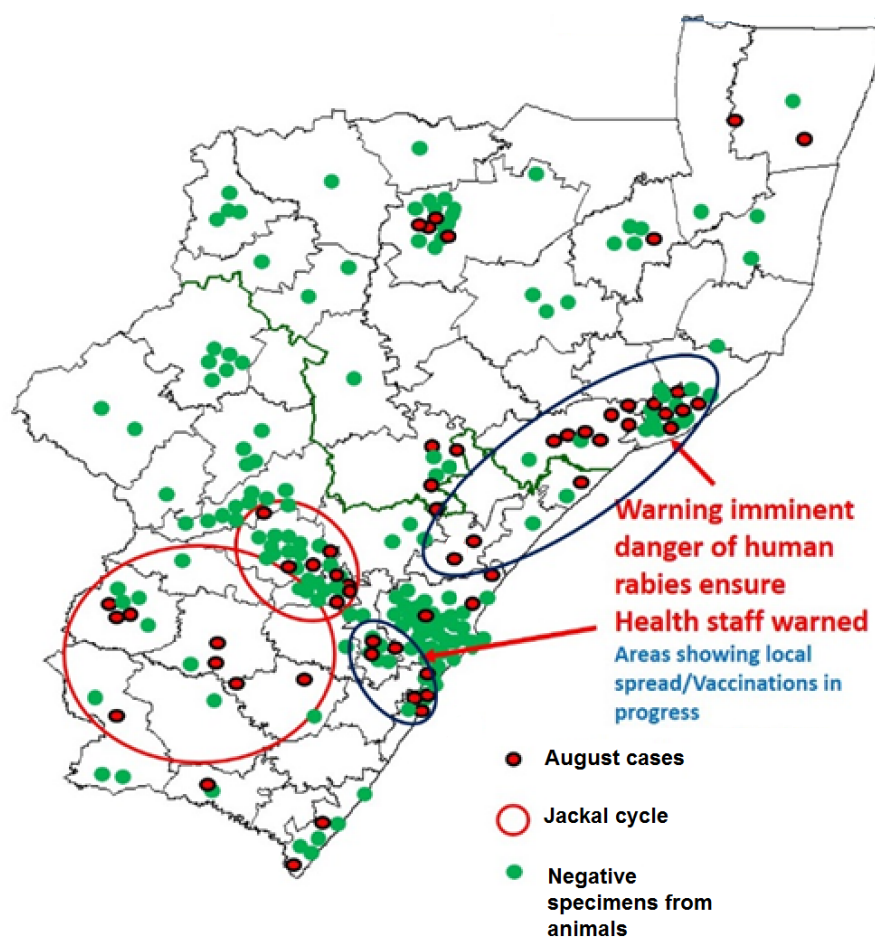 Warning imminent
danger of human
rabies ensure
Health staff warned
Areas showing local
spread/Vaccinations in
progress
August cases
Jackal cycle
Negative
specimens from
animals